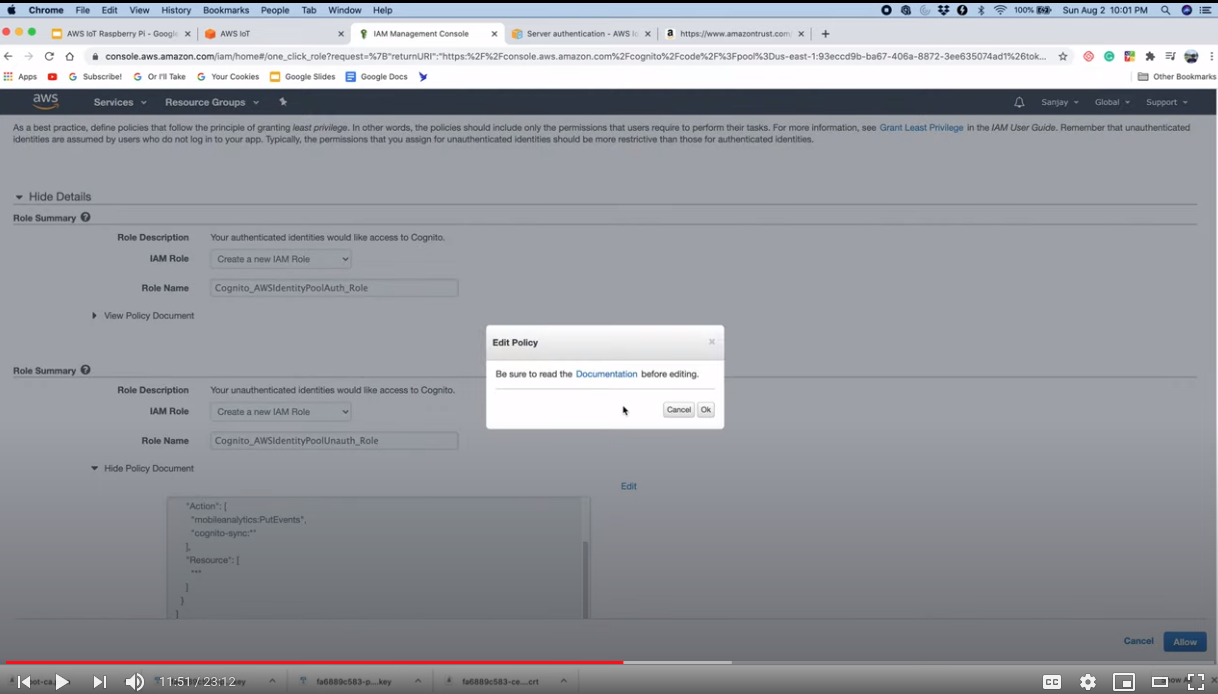 Chrome File Edit View History Bookmarks People Tab Window Help 100% Sun Aug 2 10:01 PM
AWS IoT Raspberry Pi - Google AWS IoT IAM Management Console Server authentication - AWS Io https://www.amazontrust.com
console.aws.amazon.com/iam/home#/one_click_role?request=%7B"returnURI":"https:%2F%2Fconsole.aws.amazon.com%2Fcognito%2Fcode%2F%3Fpool%3Dus-east-1:93eccd9b-ba67-406a-8872-3ee635074ad1%26tok...
Apps Subscribe! Or I'll Take Your Cookies Google Slides Google Docs Other Bookmarks
aws Services Resource Groups Sanjay Global Support
As a best practice, define policies that follow the principle of granting least privilege. In other words, the policies should include only the permissions that users require to perform their tasks. For more information, see Grant Least Privilege in the IAM User Guide. Remember that unauthenticated
identities are assumed by users who do not log in to your app. Typically, the permissions that you assign for unauthenticated identities should be more restrictive than those for authenticated identities.
Hide Details
Role Summary ?
Role Description Your authenticated identities would like access to Cognito.
IAM Role Create a new IAM Role
Role Name Cognito_AWSIdentityPoolAuth_Role
View Policy Document
Edit Policy ×
Be sure to read the Documentation before editing.
Cancel Ok
Role Summary ?
Role Description Your unauthenticated identities would like access to Cognito.
IAM Role Create a new IAM Role
Role Name Cognito_AWSIdentityPoolUnauth_Role
Hide Policy Document
Edit
"Action": [
"mobileanalytics:PutEvents",
"cognito-sync:*"
],
"Resource": [
"*"
]
}
]
Cancel Allow
11:51 / 23:12 fa6889c583-p....key fa6889c583-ce....crt CC